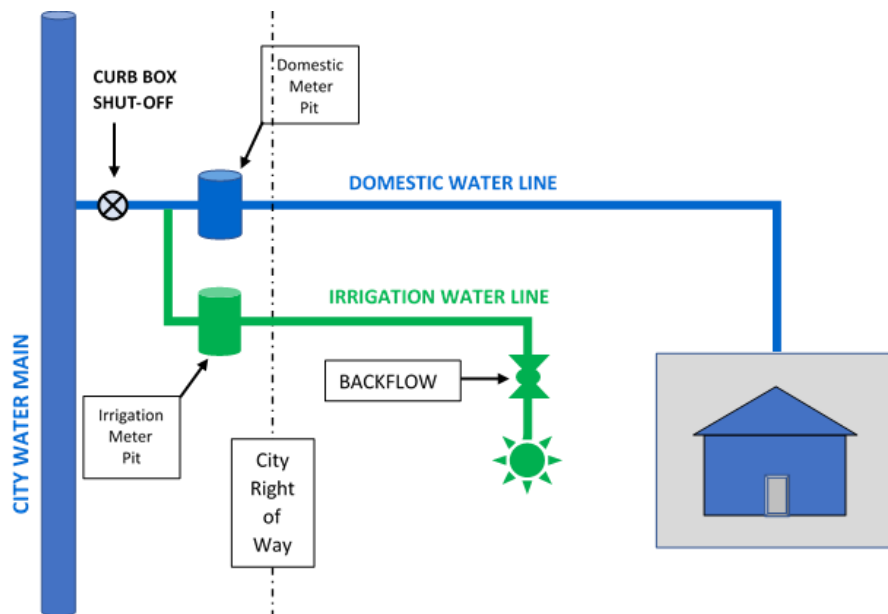 CURB BOX
SHUT-OFF
Domestic
Meter
Pit
DOMESTIC WATER LINE
IRRIGATION WATER LINE
BACKFLOW
Irrigation
Meter
Pit
City
Right
of
Way
CITY WATER MAIN